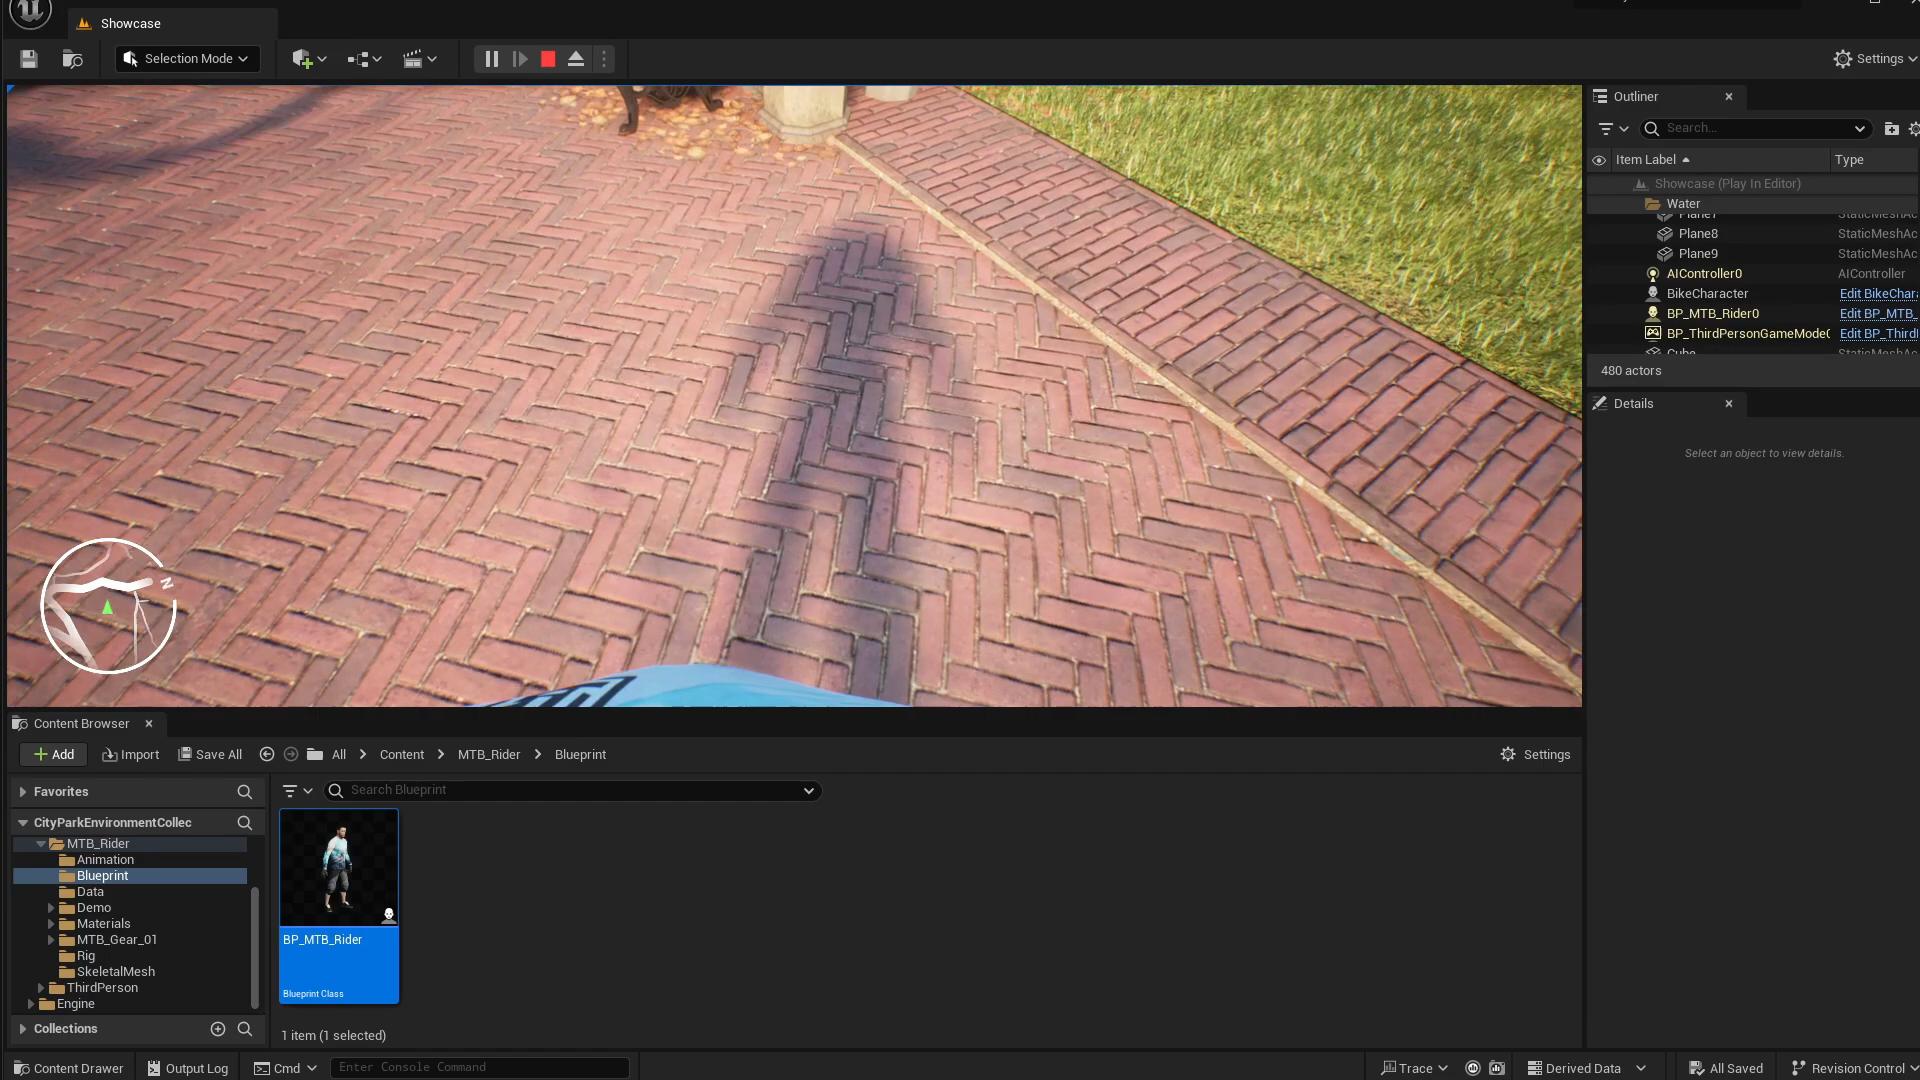 Showcase
Selection Mode
Settings
Outliner
Search...
Item Label
Type
Showcase (Play In Editor)
Water
Plane8
StaticMeshAc
Plane9
StaticMeshAc
AIController0
AIController
BikeCharacter
Edit BikeChar
BP_MTB_Rider0
Edit BP_MTB_
BP_ThirdPersonGameMode
Edit BP_Third
Cube
StaticMeshAc
480 actors
Details
Select an object to view details.
N
Content Browser
Add
Import
Save All
All
Content
MTB_Rider
Blueprint
Settings
Favorites
Search Blueprint
CityParkEnvironmentCollec
MTB_Rider
Animation
Blueprint
Data
Demo
Materials
MTB_Gear_01
Rig
SkeletalMesh
ThirdPerson
Engine
Collections
BP_MTB_Rider
Blueprint Class
1 item (1 selected)
Content Drawer
Output Log
Cmd
Enter Console Command
Trace
Derived Data
All Saved
Revision Control